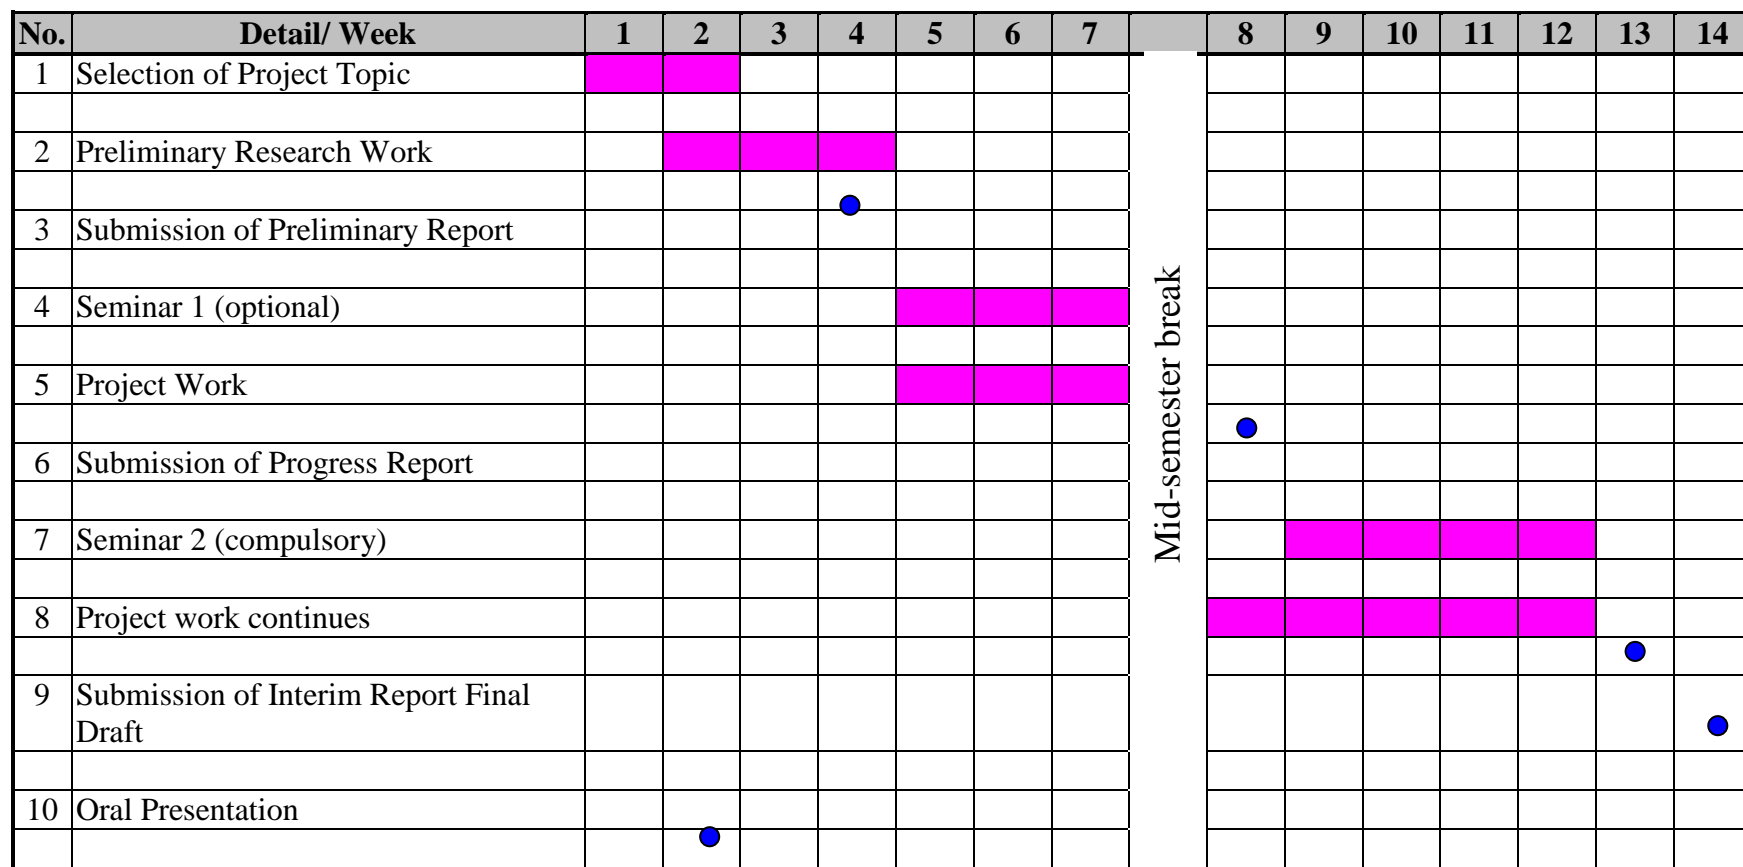 No. Detail/ Week 1 2 3 4 5 6 7 8 9 10 11 12 13 14
1 Selection of Project Topic
2 Preliminary Research Work
3 Submission of Preliminary Report
4 Seminar 1 (optional)
5 Project Work
6 Submission of Progress Report
7 Seminar 2 (compulsory)
8 Project work continues
9 Submission of Interim Report Final
Draft
10 Oral Presentation
Mid-semester break